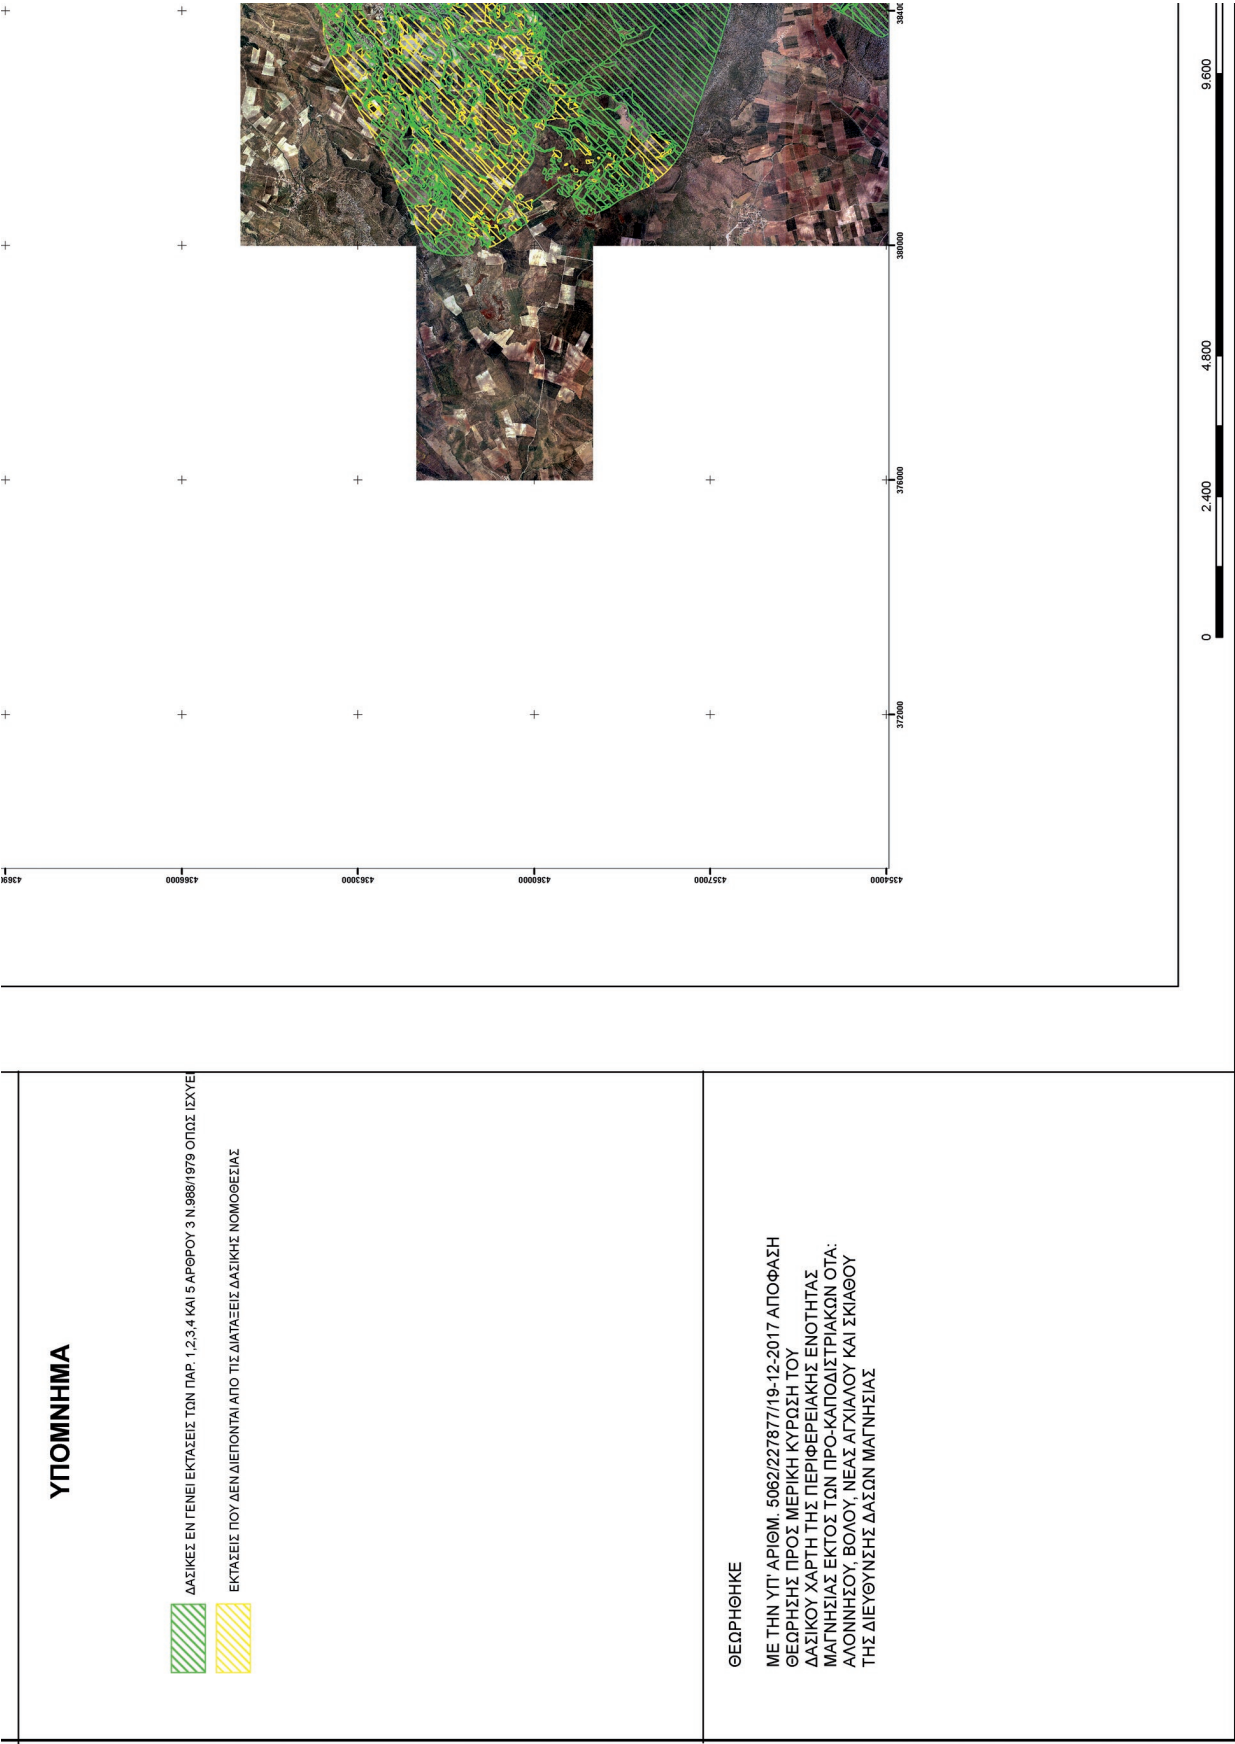 ΥΠΟΜΝΗΜΑ
ΔΑΣΙΚΕΣ ΕΝ ΓΕΝΕΙ ΕΚΤΑΣΕΙΣ ΤΩΝ ΠΑΡ. 1,2,3,4 ΚΑΙ 5 ΑΡΘΡΟΥ 3 Ν.988/1979 ΟΠΩΣ ΙΣΧΥΕΙ
ΕΚΤΑΣΕΙΣ ΠΟΥ ΔΕΝ ΔΙΕΠΟΝΤΑΙ ΑΠΟ ΤΙΣ ΔΙΑΤΑΞΕΙΣ ΔΑΣΙΚΗΣ ΝΟΜΟΘΕΣΙΑΣ
ΘΕΩΡΗΘΗΚΕ
ΜΕ ΤΗΝ ΥΠ' ΑΡΙΘΜ. 5062/227877/19-12-2017 ΑΠΟΦΑΣΗ
ΘΕΩΡΗΣΗΣ ΠΡΟΣ ΜΕΡΙΚΗ ΚΥΡΩΣΗ ΤΟΥ
ΔΑΣΙΚΟΥ ΧΑΡΤΗ ΤΗΣ ΠΕΡΙΦΕΡΕΙΑΚΗΣ ΕΝΟΤΗΤΑΣ
ΜΑΓΝΗΣΙΑΣ ΕΚΤΟΣ ΤΩΝ ΠΡΟ-ΚΑΠΟΔΙΣΤΡΙΑΚΩΝ ΟΤΑ:
ΑΛΟΝΝΗΣΟΥ, ΒΟΛΟΥ, ΝΕΑΣ ΑΓΧΙΑΛΟΥ ΚΑΙ ΣΚΙΑΘΟΥ
ΤΗΣ ΔΙΕΥΘΥΝΣΗΣ ΔΑΣΩΝ ΜΑΓΝΗΣΙΑΣ
4366000
4363000
4360000
4357000
4354000
372000
376000
380000
0 2.400 4.800 9.600